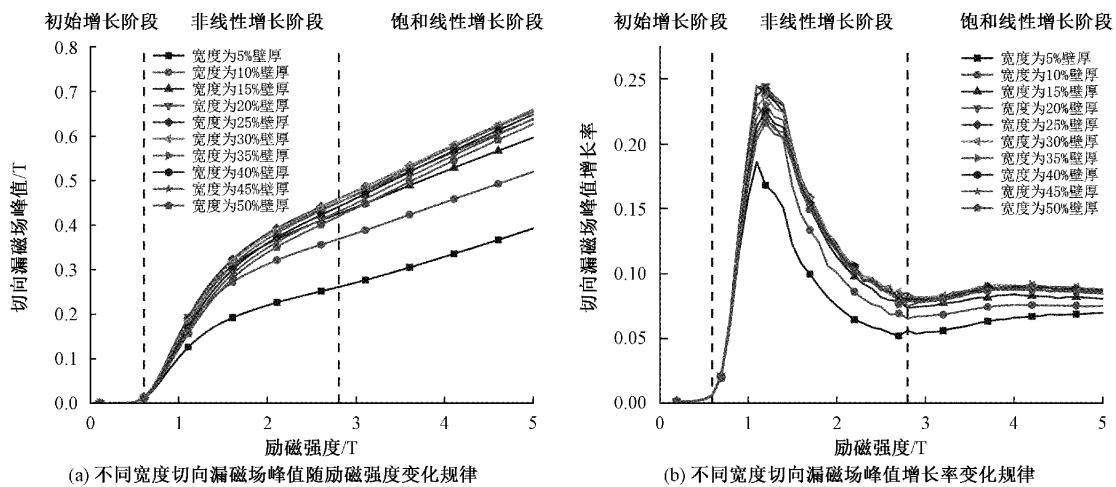 初始增长阶段 非线性增长阶段 饱和线性增长阶段
0.8
0.7
0.6
0.5
0.4
0.3
0.2
0.1
0.0
切向漏磁场峰值/T
宽度为5%壁厚
宽度为10%壁厚
宽度为15%壁厚
宽度为20%壁厚
宽度为25%壁厚
宽度为30%壁厚
宽度为35%壁厚
宽度为40%壁厚
宽度为45%壁厚
宽度为50%壁厚
0 1 2 3 4 5
励磁强度/T
(a) 不同宽度切向漏磁场峰值随励磁强度变化规律
初始增长阶段 非线性增长阶段 饱和线性增长阶段
0.25
0.20
0.15
0.10
0.05
0.00
切向漏磁场峰值增长率
宽度为5%壁厚
宽度为10%壁厚
宽度为15%壁厚
宽度为20%壁厚
宽度为25%壁厚
宽度为30%壁厚
宽度为35%壁厚
宽度为40%壁厚
宽度为45%壁厚
宽度为50%壁厚
0 1 2 3 4 5
励磁强度/T
(b) 不同宽度切向漏磁场峰值增长率变化规律